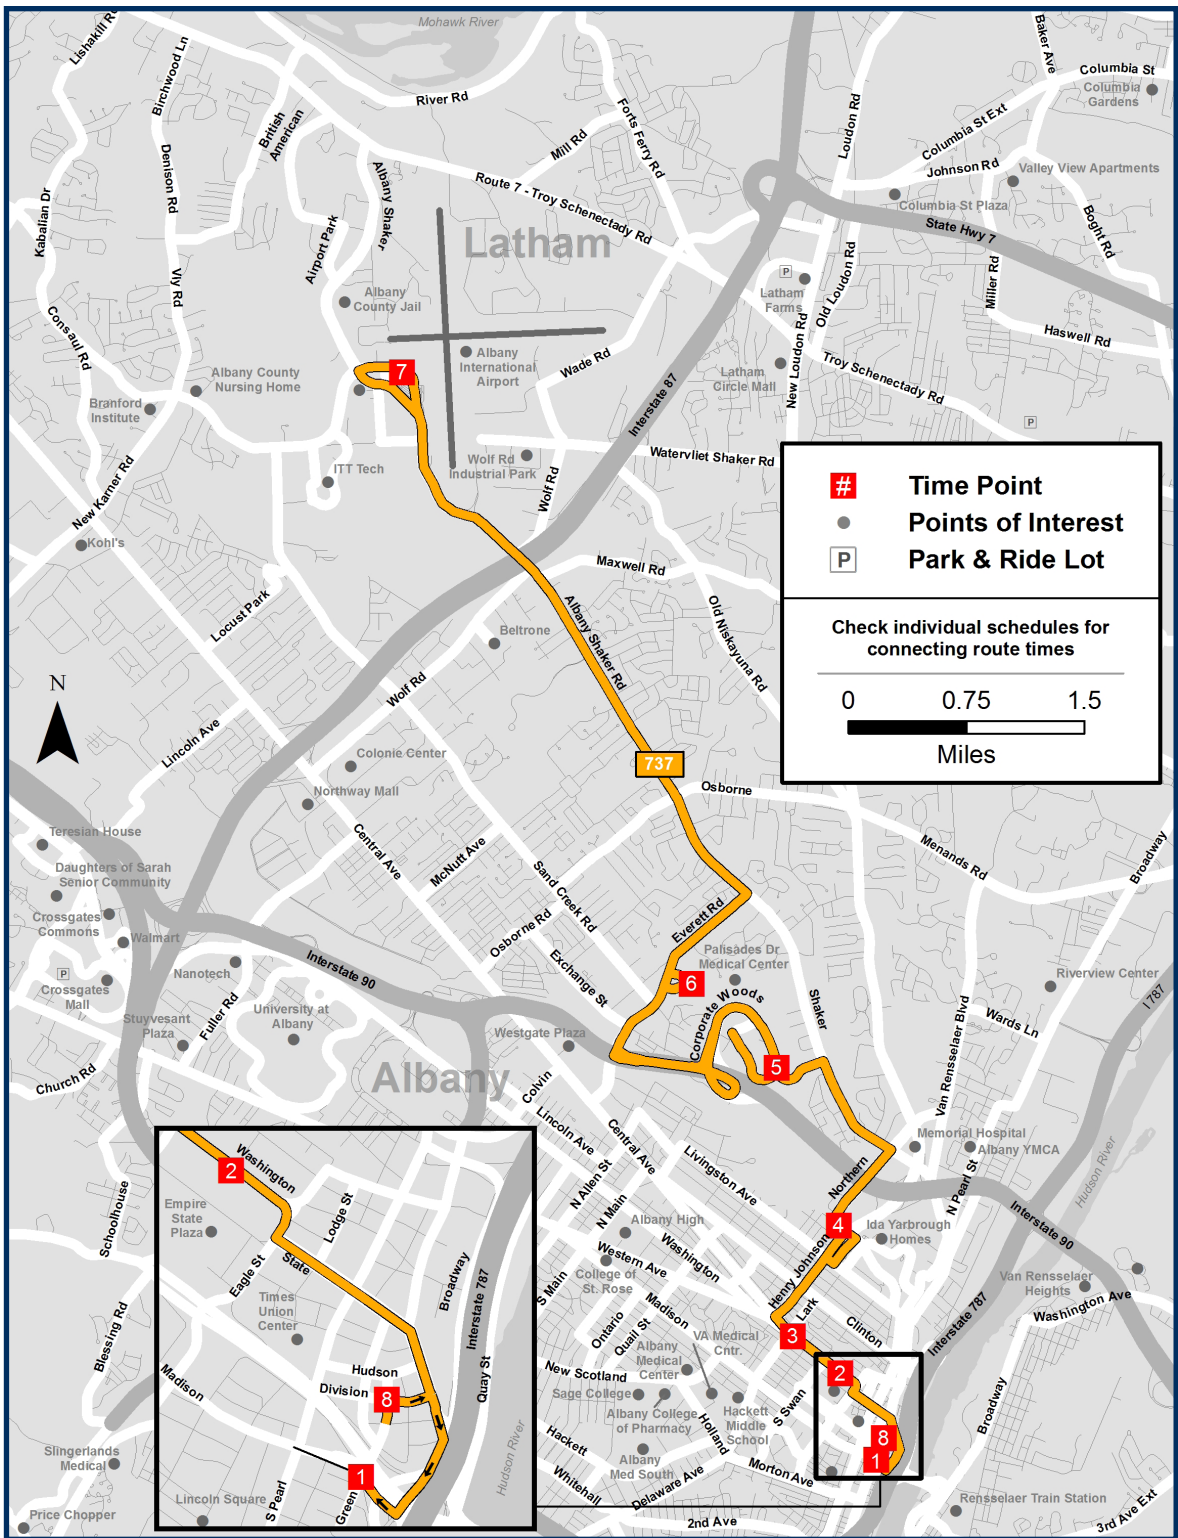 Mohawk River
Lishakill Rd
Birchwood Ln
British
American
River Rd
Mill Rd
Forts Ferry Rd
Loudon Rd
Baker Ave
Columbia St
Columbia
Gardens
Columbia St Ext
Johnson Rd
Valley View Apartments
Columbia St Plaza
State Hwy 7
Boght Rd
Miller Rd
Haswell Rd
Kabalian Dr
Denison Rd
Albany Shaker
Airport Park
Route 7 - Troy Schenectady Rd
Latham
Vly Rd
Consaul Rd
Albany
County Jail
P
Latham
Farms
Old Loudon Rd
New Loudon Rd
Albany
International
Airport
Wade Rd
Interstate 87
Latham
Circle Mall
Troy Schenectady Rd
P
7
Albany County
Nursing Home
Branford
Institute
ITT Tech
Wolf Rd
Industrial Park
Wolf Rd
Watervliet Shaker Rd
New Karner Rd
Kohl's
#
Time Point
Points of Interest
P
Park & Ride Lot
Check individual schedules for
connecting route times
0
0.75
1.5
Miles
Locust Park
Maxwell Rd
Beltrone
Albany Shaker Rd
Old Niskayuna Rd
N
Wolf Rd
Lincoln Ave
Colonie Center
Northway Mall
737
Osborne
Menands Rd
Broadway
Teresian House
Daughters of Sarah
Senior Community
Crossgates
Commons
Walmart
P
Crossgates
Mall
Central Ave
McNutt Ave
Sand Creek Rd
Osborne Rd
Exchange St
Everett Rd
Palisades Dr
Medical Center
6
Interstate 90
Nanotech
Fuller Rd
Stuyvesant
Plaza
University at
Albany
Westgate Plaza
Corporate Woods
Shaker
5
Riverview Center
I 787
Wards Ln
Van Rensselaer Blvd
Church Rd
Albany
Colvin
Lincoln Ave
Central Ave
N Allen St
N Main
Livingston Ave
Northern
Memorial Hospital
Albany YMCA
N Pearl St
Hudson River
Interstate 90
Schoolhouse
Blessing Rd
4
Ida Yarbrough
Homes
Albany High
Washington
Western Ave
College of
St. Rose
S Main
Madison
Ontario
Quail St
Henry Johnson
Lark
Clinton
3
Interstate 787
Van Rensselaer
Heights
Washington Ave
VA Medical
Cntr.
Albany
Medical
Center
New Scotland
Sage College
Albany College
of Pharmacy
Hackett
Middle
School
S Swan
Holland
Hackett
Whitehall
Albany
Med South
Delaware Ave
Morton Ave
2nd Ave
2
8
1
Broadway
Rensselaer Train Station
3rd Ave Ext
Slingerlands
Medical
Price Chopper
2
Washington
Empire
State
Plaza
Lodge St
State
Eagle St
Times
Union
Center
Broadway
Interstate 787
Quay St
Madison
Hudson
Division
8
1
Hudson River
Lincoln Square
S Pearl
Green